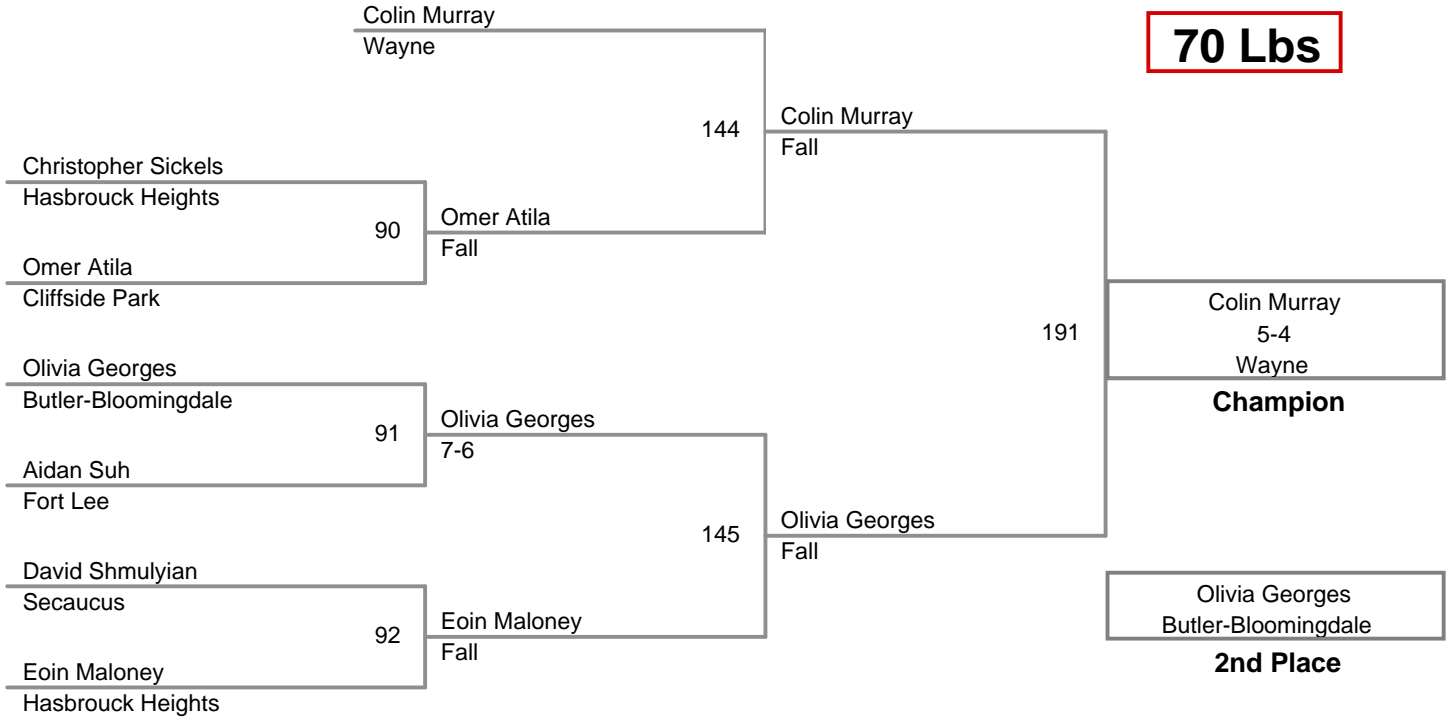 Colin Murray
Wayne
70 Lbs
144
Colin Murray
Fall
Christopher Sickels
Hasbrouck Heights
90
Omer Atila
Fall
Omer Atila
Cliffside Park
191
Colin Murray
5-4
Wayne
Champion
Olivia Georges
Butler-Bloomingdale
91
Olivia Georges
7-6
Aidan Suh
Fort Lee
145
Olivia Georges
Fall
David Shmulyian
Secaucus
92
Eoin Maloney
Fall
Eoin Maloney
Hasbrouck Heights
Olivia Georges
Butler-Bloomingdale
2nd Place